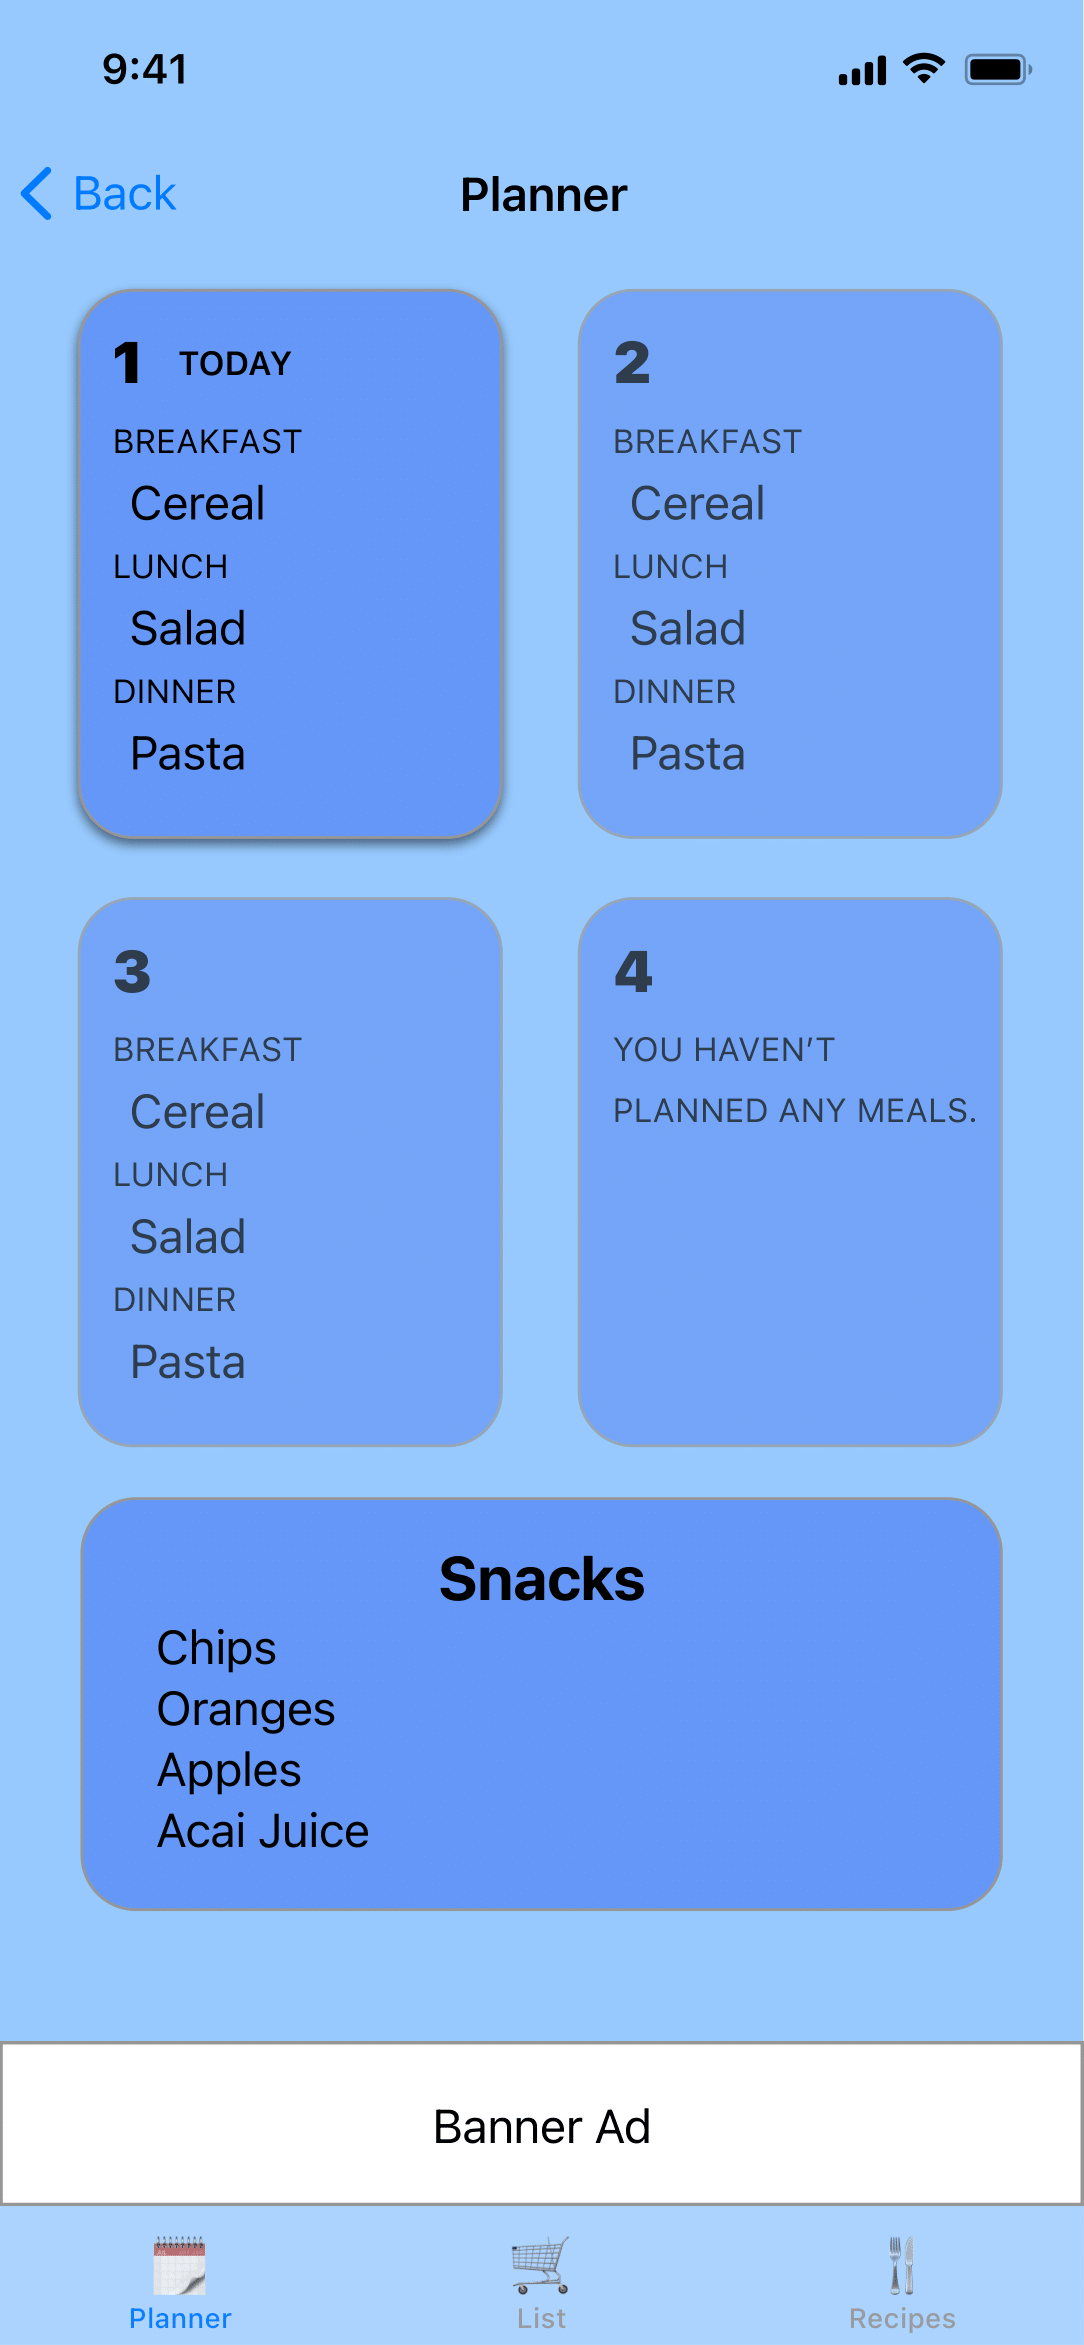 9:41
Back
Planner
1 TODAY
BREAKFAST
Cereal
LUNCH
Salad
DINNER
Pasta
2
BREAKFAST
Cereal
LUNCH
Salad
DINNER
Pasta
3
BREAKFAST
Cereal
LUNCH
Salad
DINNER
Pasta
4
YOU HAVEN’T
PLANNED ANY MEALS.
Snacks
Chips
Oranges
Apples
Acai Juice
Banner Ad
Planner
List
Recipes